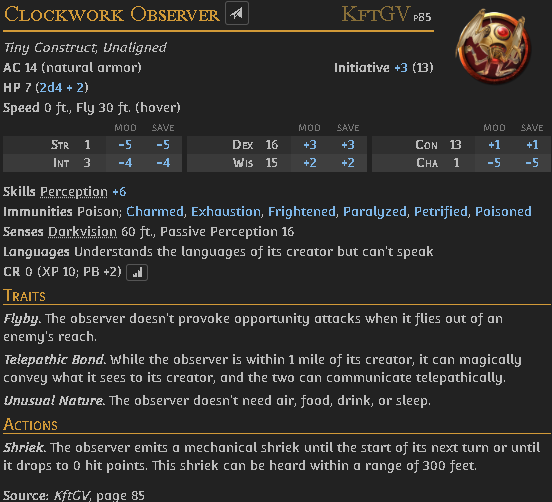 Clockwork Observer KftGV p85
Tiny Construct, Unaligned
AC 14 (natural armor) Initiative +3 (13)
HP 7 (2d4 + 2)
Speed 0 ft., Fly 30 ft. (hover)
MOD SAVE MOD SAVE MOD SAVE
Str 1 -5 -5 Dex 16 +3 +3 Con 13 +1 +1
Int 3 -4 -4 Wis 15 +2 +2 Cha 1 -5 -5
Skills Perception +6
Immunities Poison; Charmed, Exhaustion, Frightened, Paralyzed, Petrified, Poisoned
Senses Darkvision 60 ft., Passive Perception 16
Languages Understands the languages of its creator but can't speak
CR 0 (XP 10; PB +2)
Traits
Flyby. The observer doesn't provoke opportunity attacks when it flies out of an
enemy's reach.
Telepathic Bond. While the observer is within 1 mile of its creator, it can magically
convey what it sees to its creator, and the two can communicate telepathically.
Unusual Nature. The observer doesn't need air, food, drink, or sleep.
Actions
Shriek. The observer emits a mechanical shriek until the start of its next turn or until
it drops to 0 hit points. This shriek can be heard within a range of 300 feet.
Source: KftGV, page 85